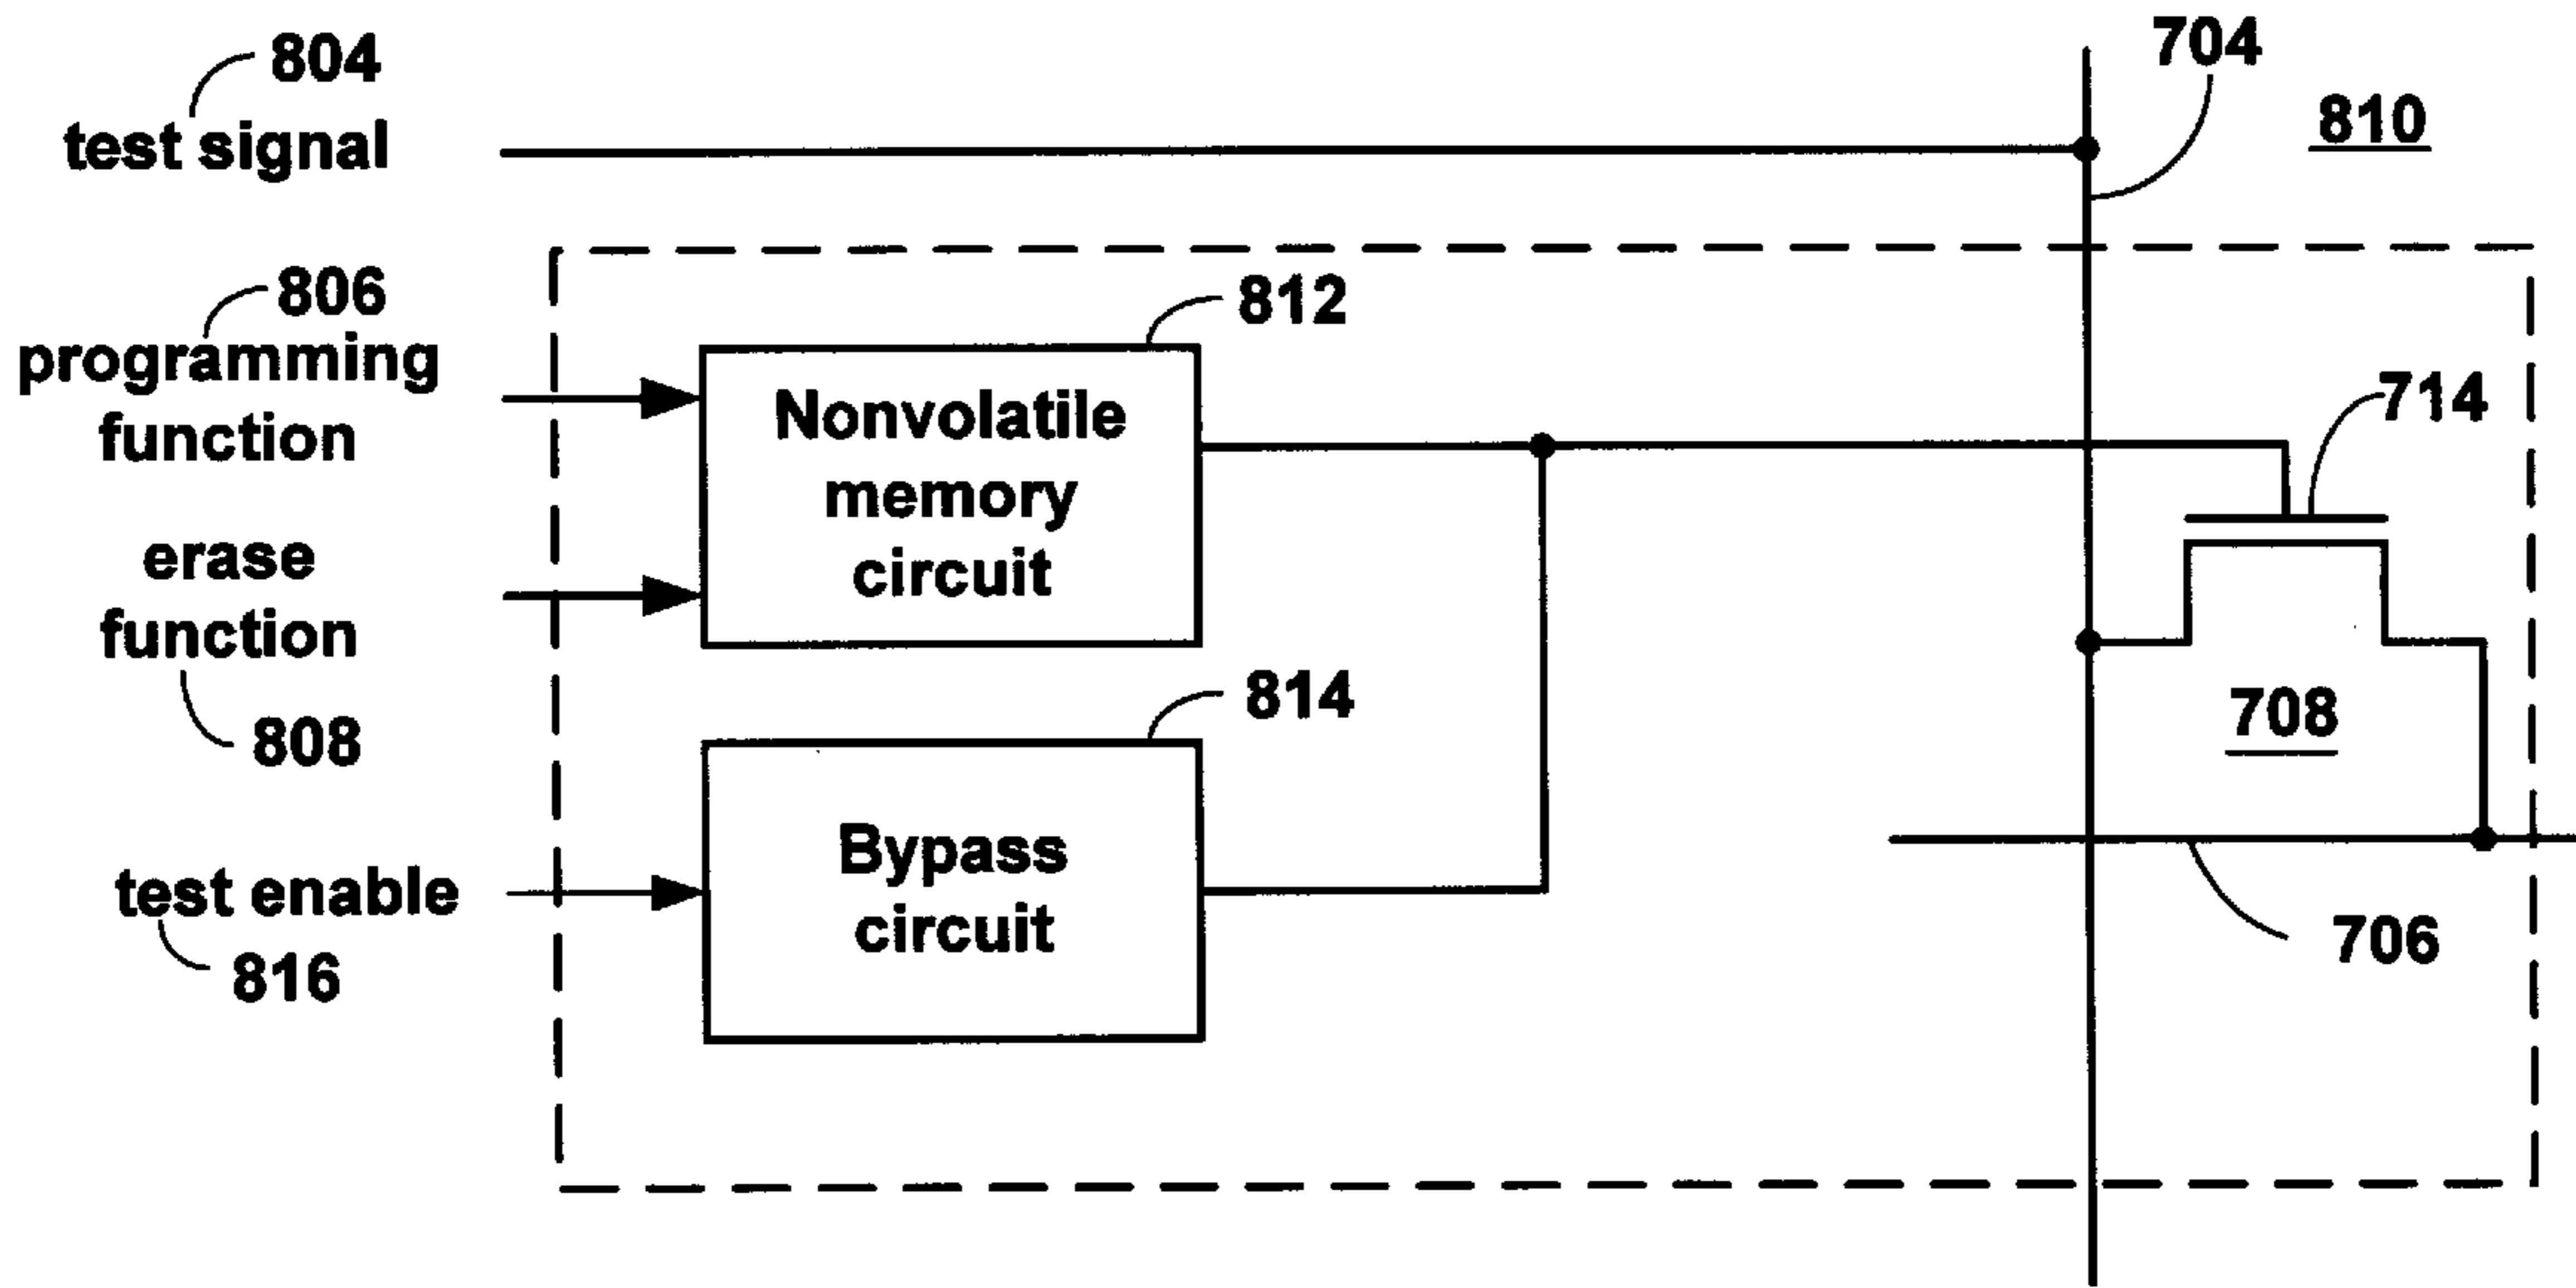 804
test signal
704
810
806
programming
function
812
Nonvolatile
memory
circuit
714
erase
function
808
814
708
Bypass
circuit
test enable
816
706